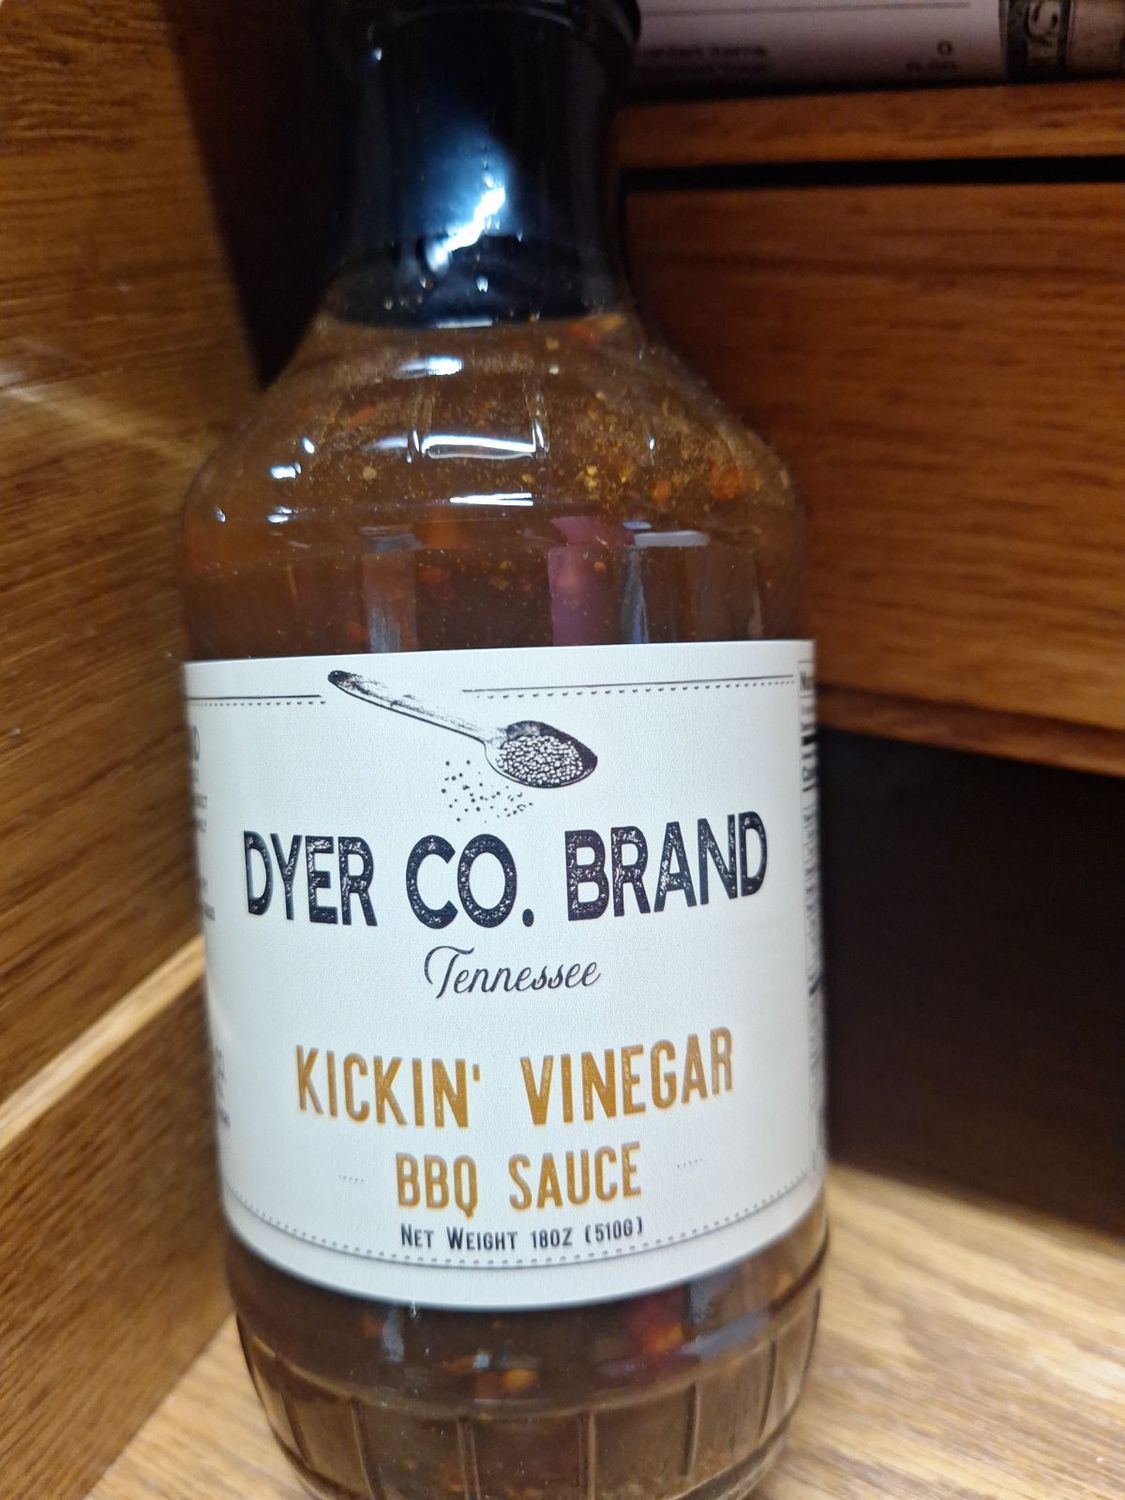 DYER CO. BRAND
Tennessee
KICKIN' VINEGAR
BBQ SAUCE
NET WEIGHT 18OZ (510G)